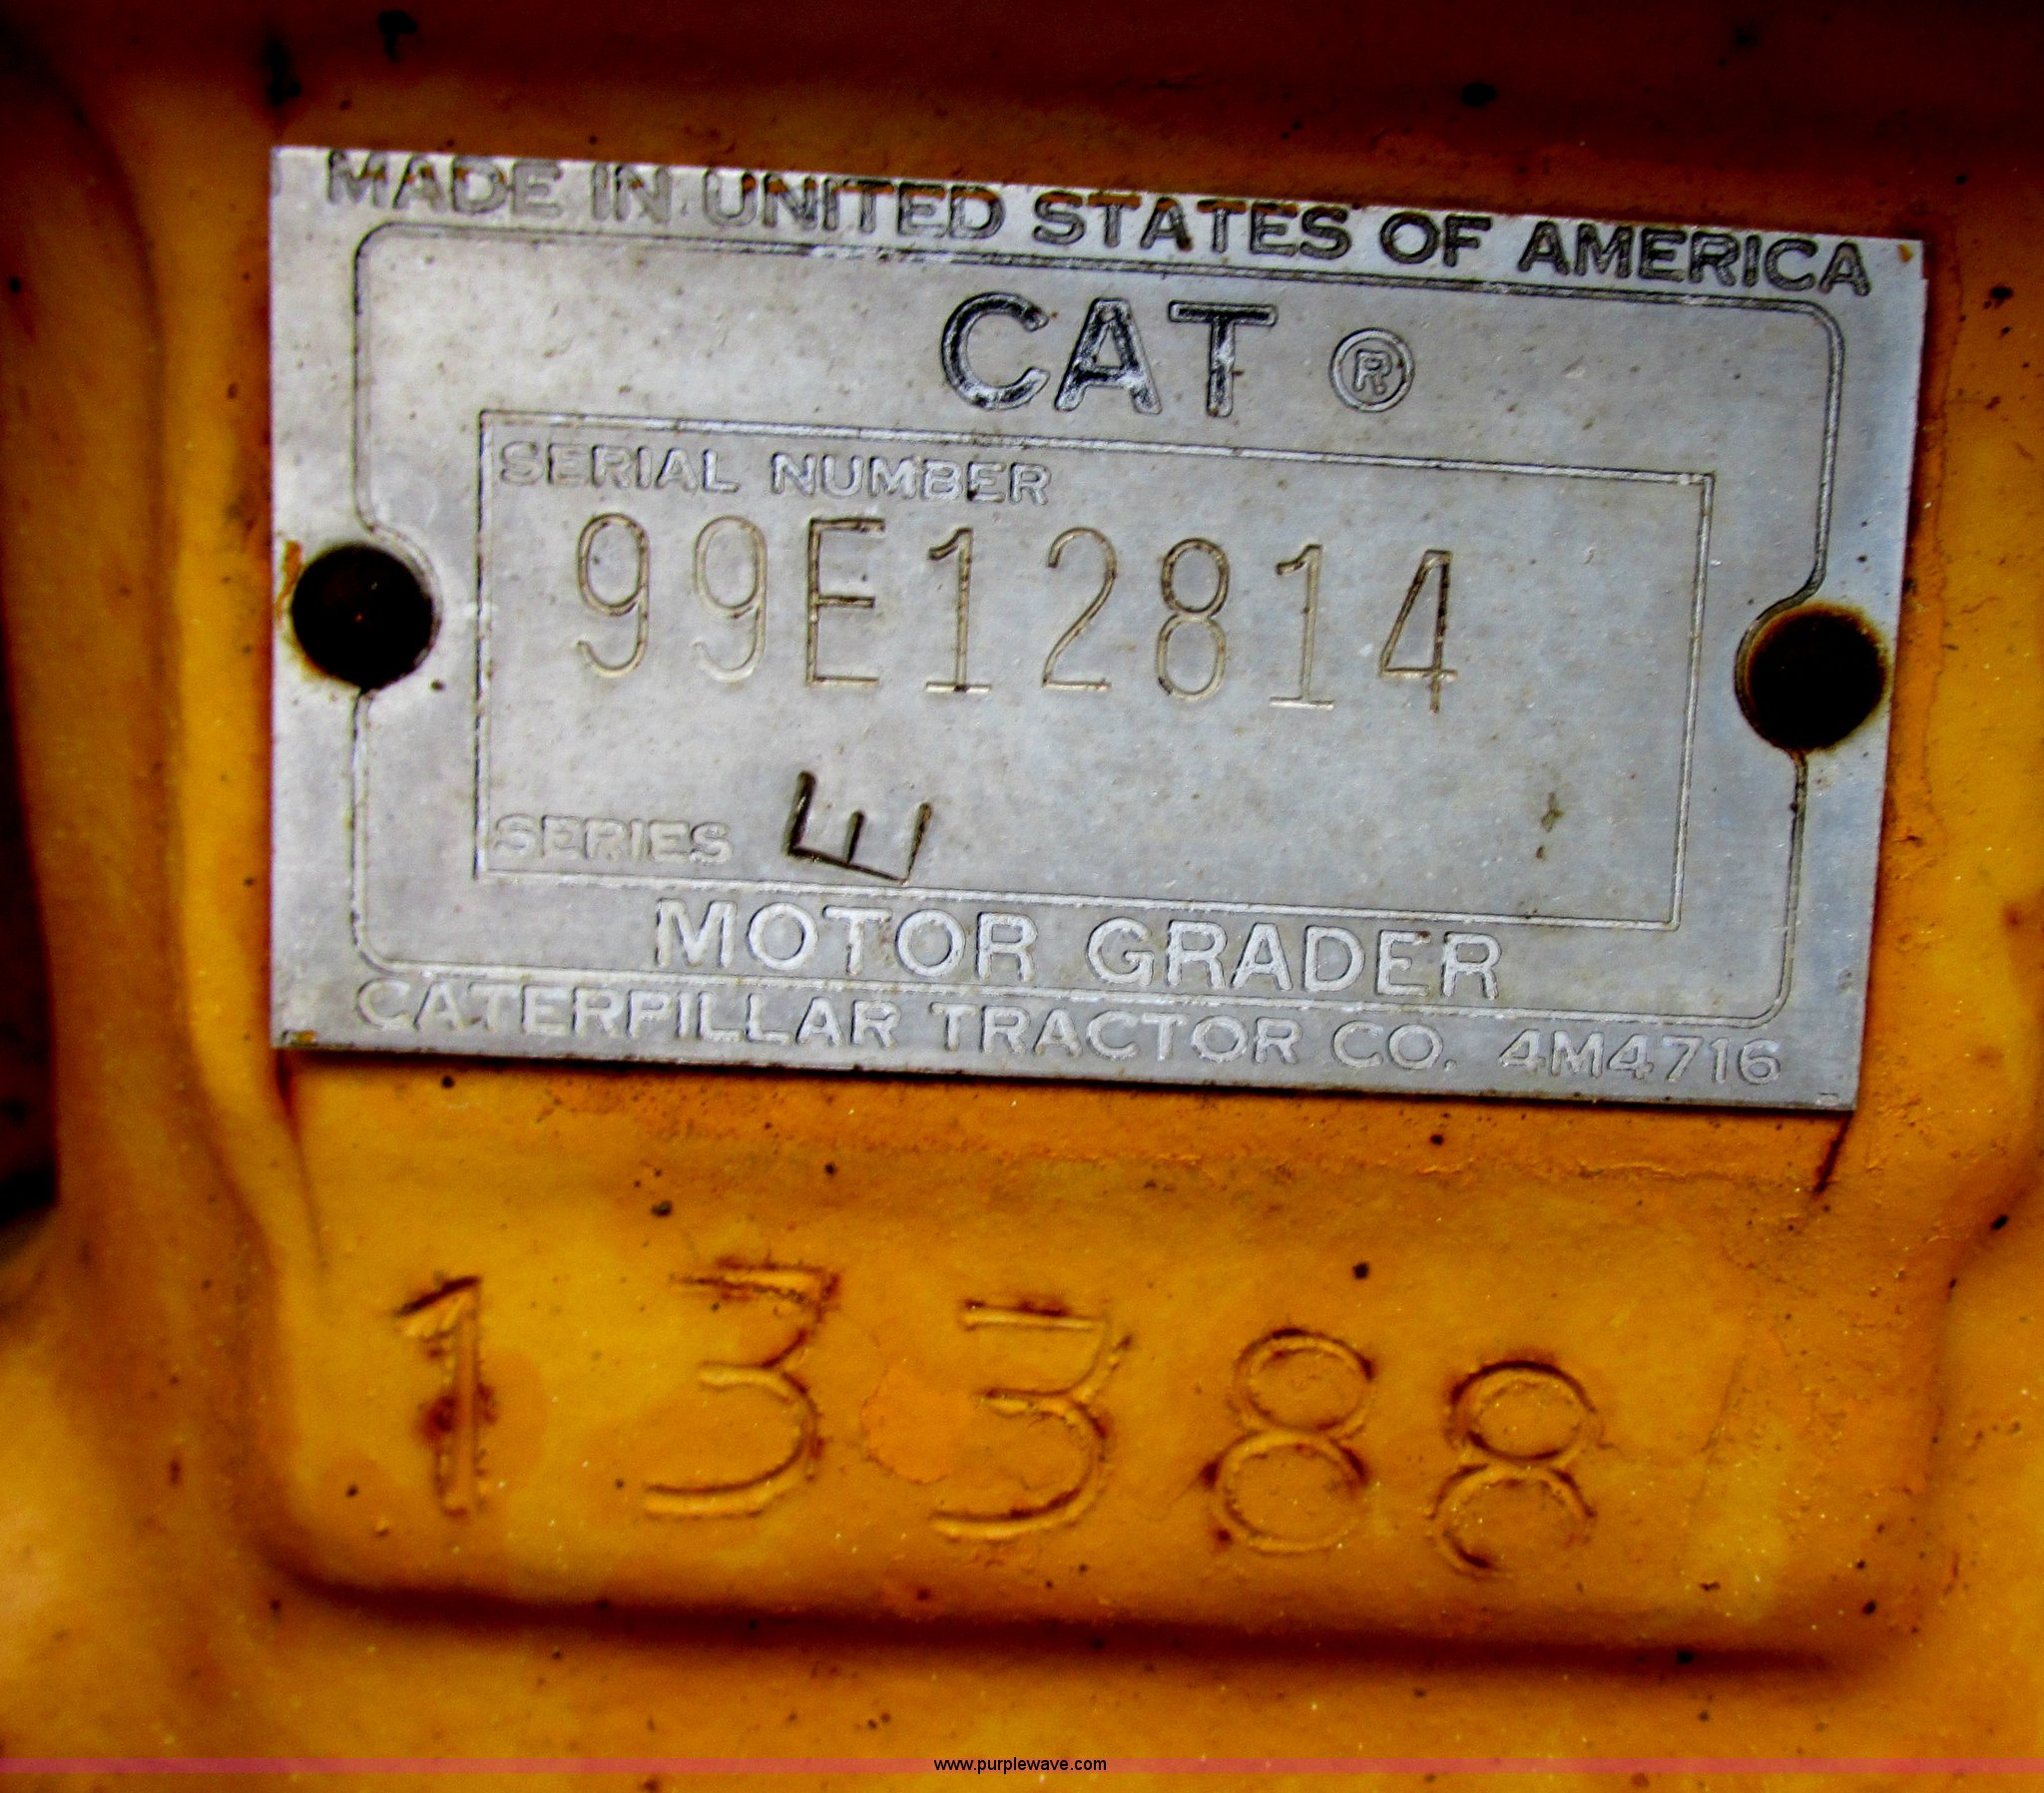 MADE IN UNITED STATES OF AMERICA
CAT ®
SERIAL NUMBER
99E12814
SERIES E
MOTOR GRADER
CATERPILLAR TRACTOR CO. 4M4716
13388
www.purplewave.com